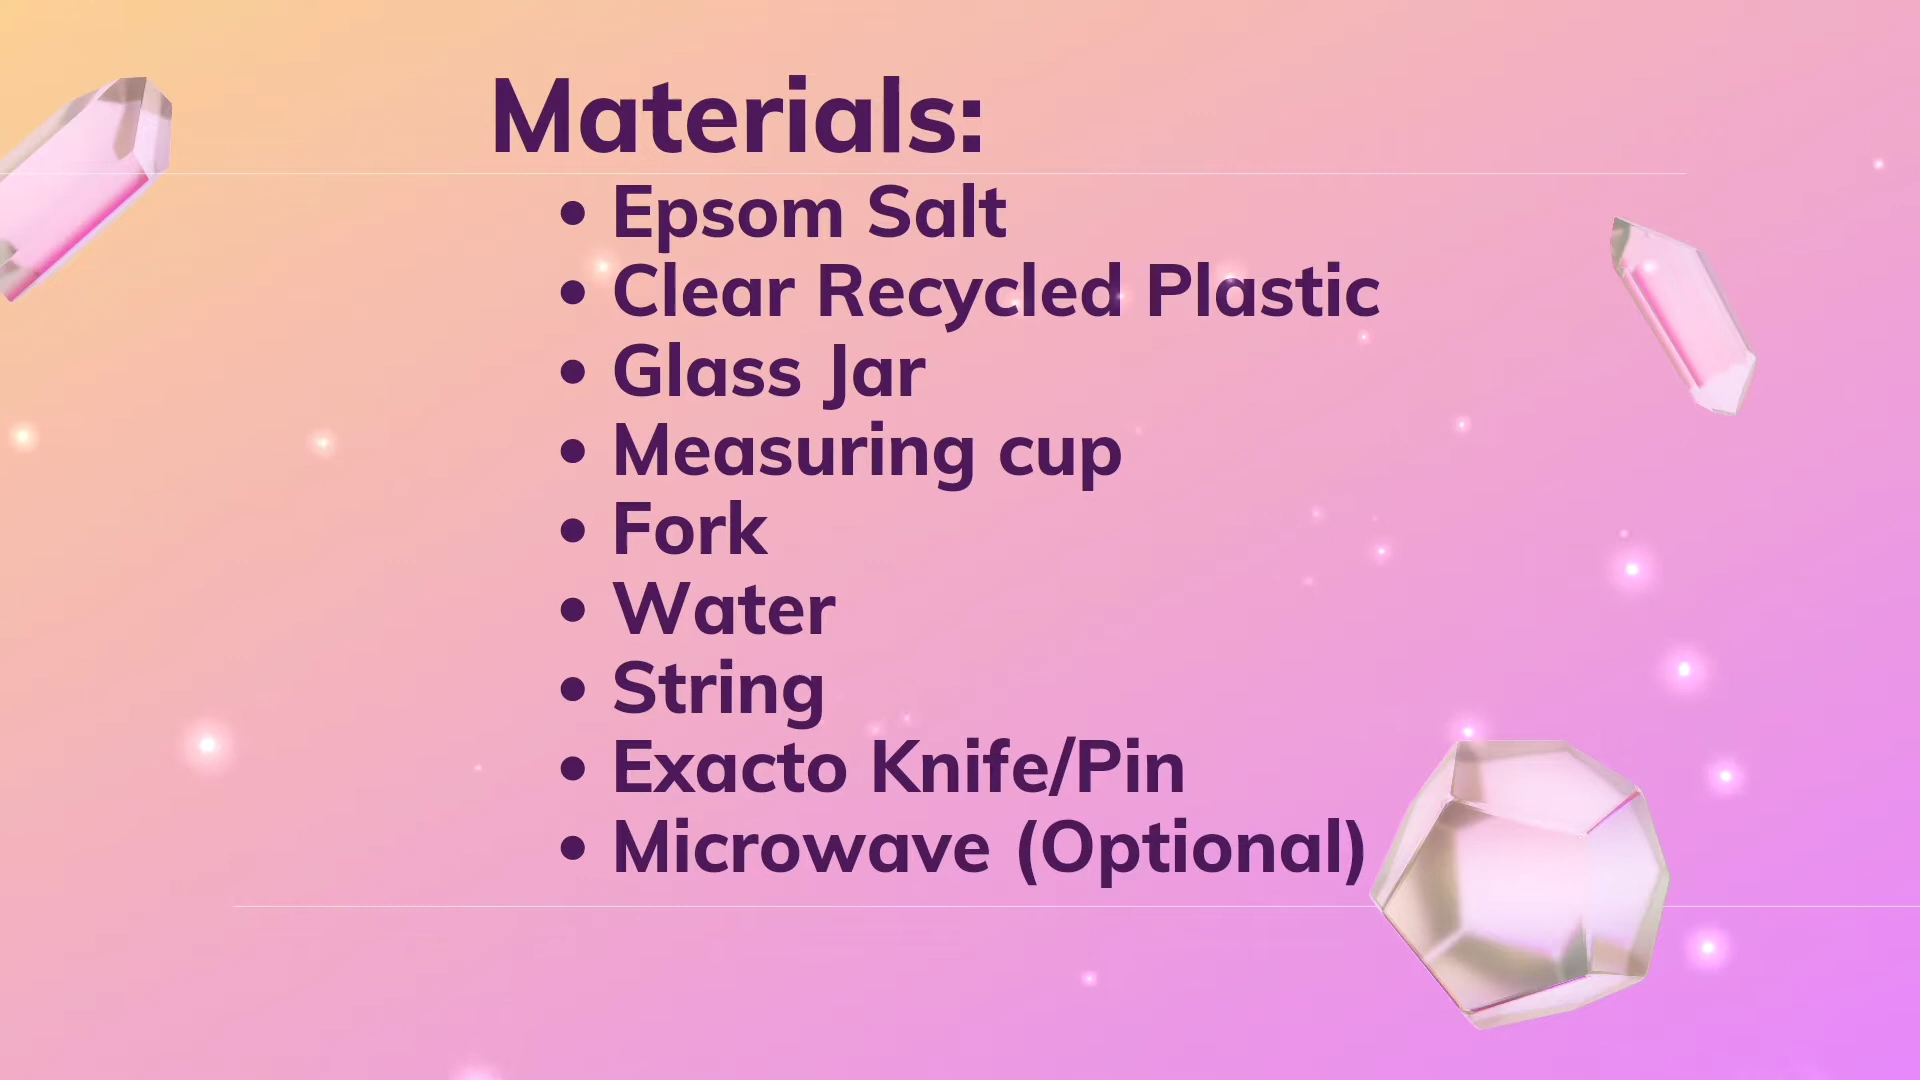 Materials:
• Epsom Salt
• Clear Recycled Plastic
• Glass Jar
• Measuring cup
• Fork
• Water
• String
• Exacto Knife/Pin
• Microwave (Optional)